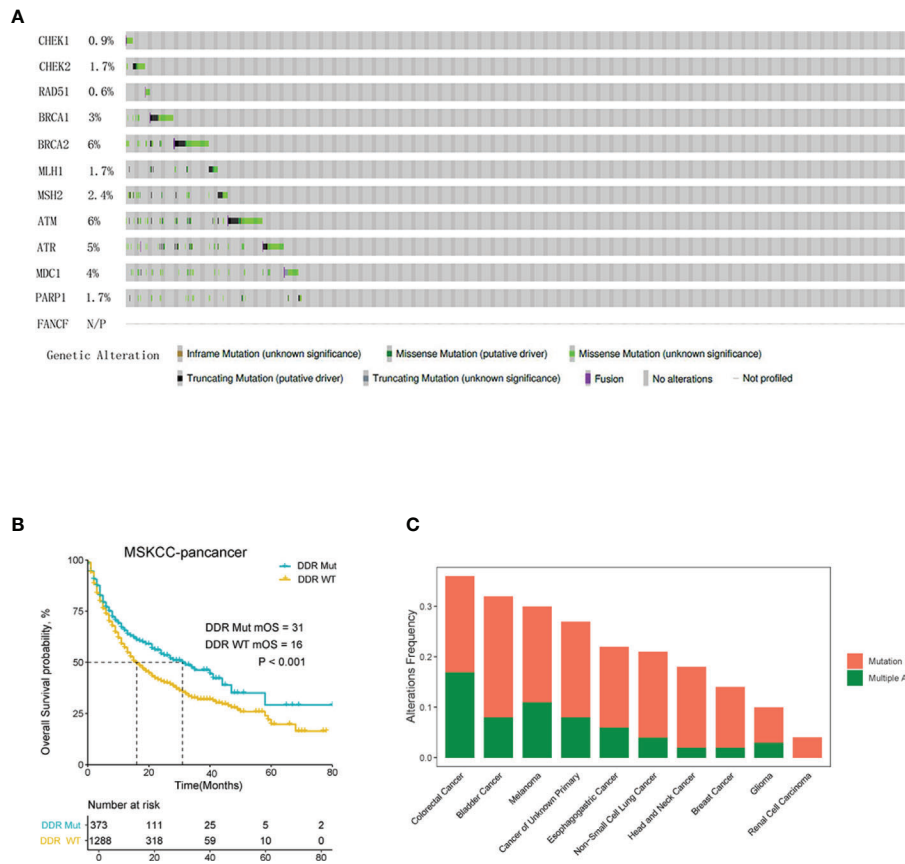 A
CHEK1 0.9%
CHEK2 1.7%
RAD51 0.6%
BRCA1 3%
BRCA2 6%
MLH1 1.7%
MSH2 2.4%
ATM 6%
ATR 5%
MDC1 4%
PARP1 1.7%
FANCF N/P
Genetic Alteration Inframe Mutation (unknown significance) Missense Mutation (putative driver) Missense Mutation (unknown significance)
Truncating Mutation (putative driver) Truncating Mutation (unknown significance) Fusion No alterations Not profiled
B
MSKCC-pancancer
Overall Survival probability, %
100
75
50
25
0
DDR Mut
DDR WT
DDR Mut mOS = 31
DDR WT mOS = 16
P < 0.001
0 20 40 60 80
Time(Months)
Number at risk
DDR Mut 373 111 25 5 2
DDR WT 1288 318 59 10 0
0 20 40 60 80
C
Alterations Frequency
0.3
0.2
0.1
0.0
Mutation
Multiple A
Colorectal Cancer
Bladder Cancer
Melanoma
Cancer of Unknown Primary
Esophagogastric Cancer
Non-Small Cell Lung Cancer
Head and Neck Cancer
Breast Cancer
Glioma
Renal Cell Carcinoma